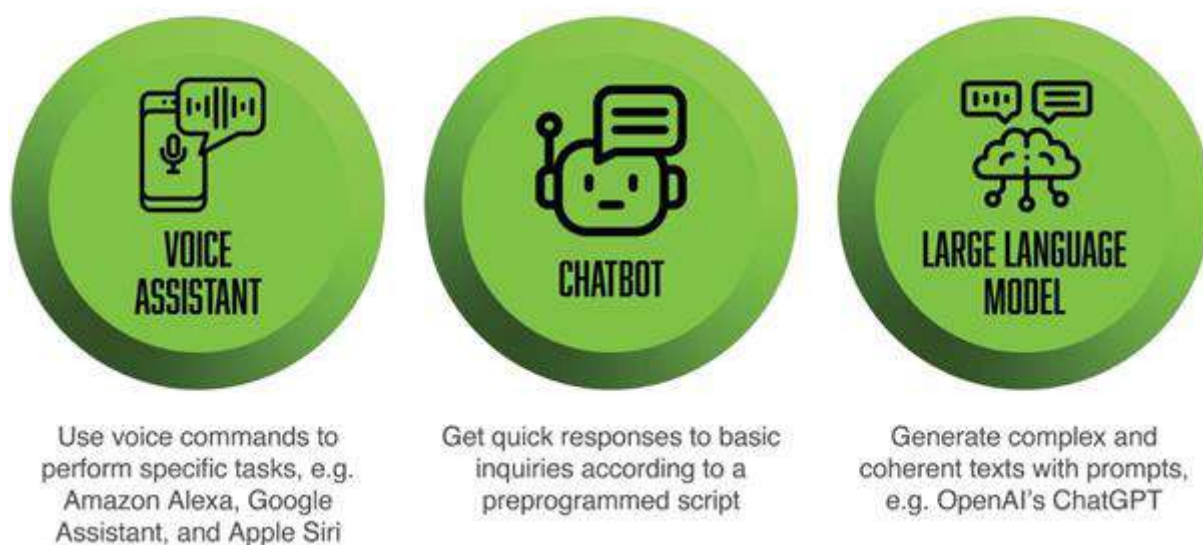 VOICE
ASSISTANT
Use voice commands to
perform specific tasks, e.g.
Amazon Alexa, Google
Assistant, and Apple Siri
CHATBOT
Get quick responses to basic
inquiries according to a
preprogrammed script
LARGE LANGUAGE
MODEL
Generate complex and
coherent texts with prompts,
e.g. OpenAI's ChatGPT